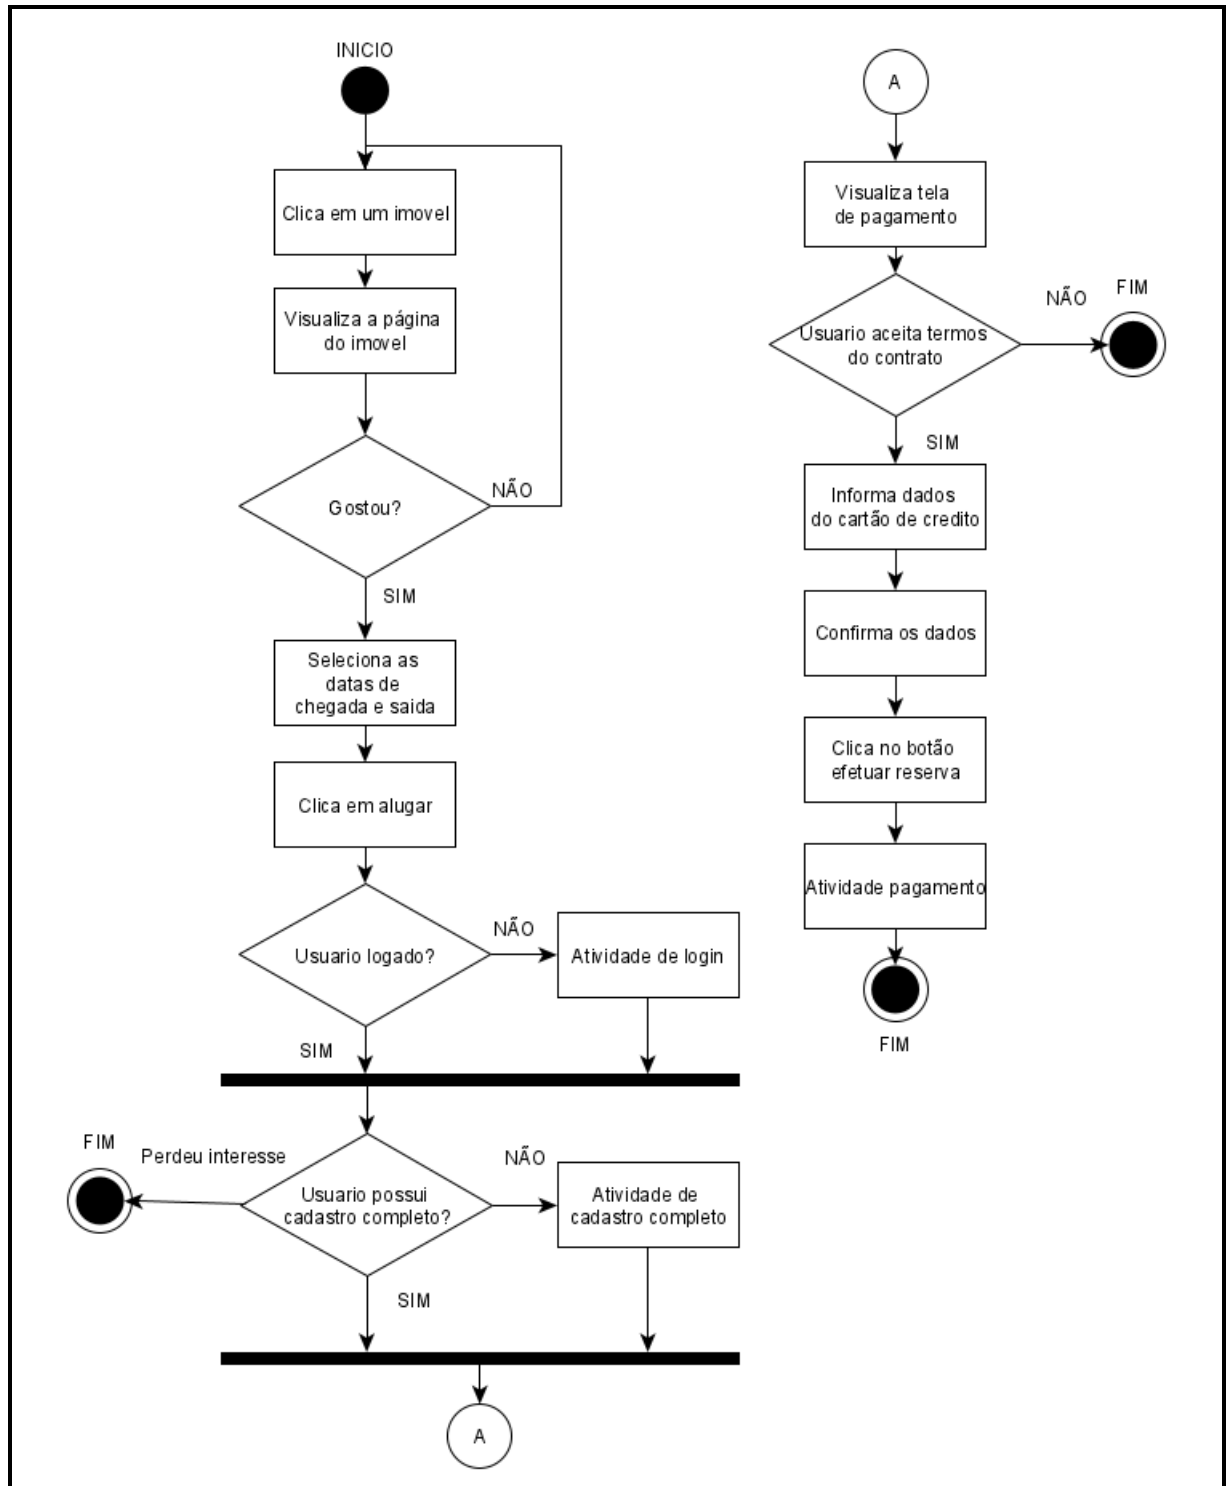 INICIO
Clica em um imovel
Visualiza a página
do imovel
Gostou?
NÃO
SIM
Seleciona as
datas de
chegada e saida
Clica em alugar
Usuario logado?
NÃO
Atividade de login
SIM
FIM
Perdeu interesse
Usuario possui
cadastro completo?
NÃO
Atividade de
cadastro completo
SIM
A
A
Visualiza tela
de pagamento
Usuario aceita termos
do contrato
NÃO
FIM
SIM
Informa dados
do cartão de credito
Confirma os dados
Clica no botão
efetuar reserva
Atividade pagamento
FIM